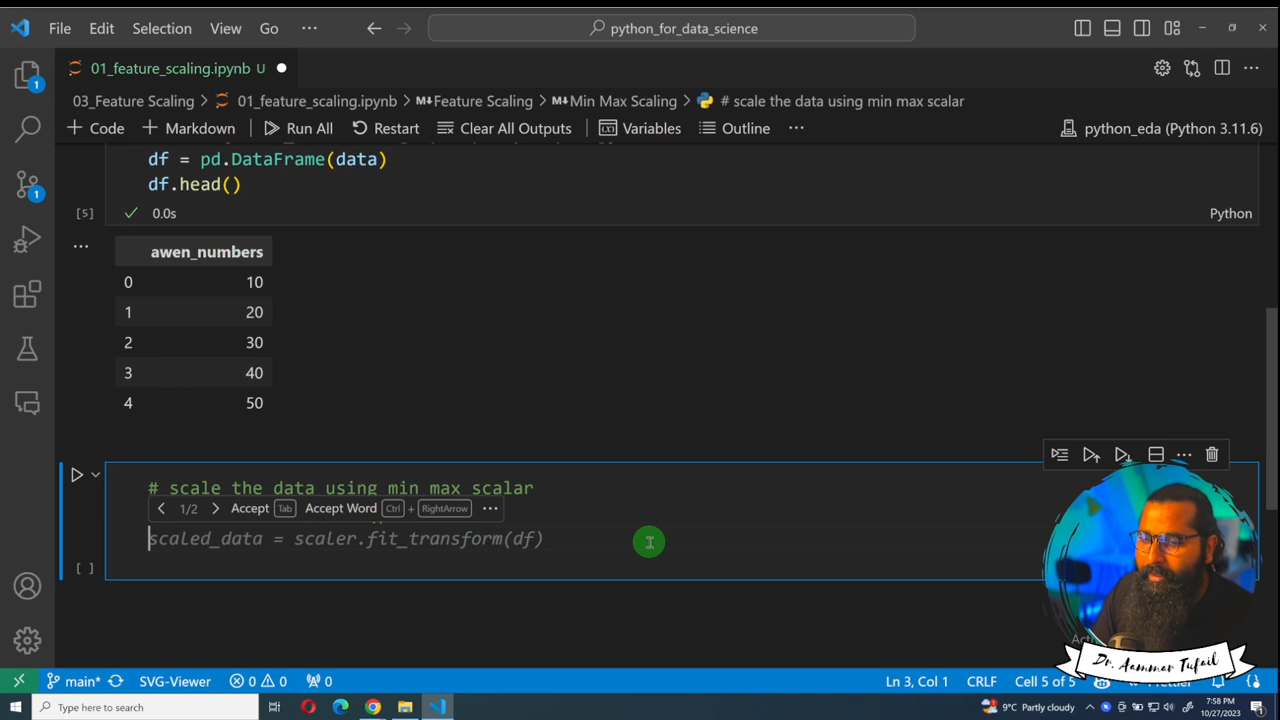 File Edit Selection View Go ··· python_for_data_science
01_feature_scaling.ipynb U
03_Feature Scaling > 01_feature_scaling.ipynb > M↓Feature Scaling > M↓Min Max Scaling > # scale the data using min max scalar
+ Code + Markdown Run All Restart Clear All Outputs Variables Outline ··· python_eda (Python 3.11.6)
df = pd.DataFrame(data)
df.head()
[5] 0.0s Python
awen_numbers
0 10
1 20
2 30
3 40
4 50
# scale the data using min max scalar
1/2 Accept Tab Accept Word Ctrl + RightArrow ···
scaled_data = scaler.fit_transform(df)
[ ]
1
1
Dr. Aammar Tufail
main* SVG-Viewer 0 0 0 Ln 3, Col 1 CRLF Cell 5 of 5
Type here to search 9°C Partly cloudy 7:58 PM
10/27/2023